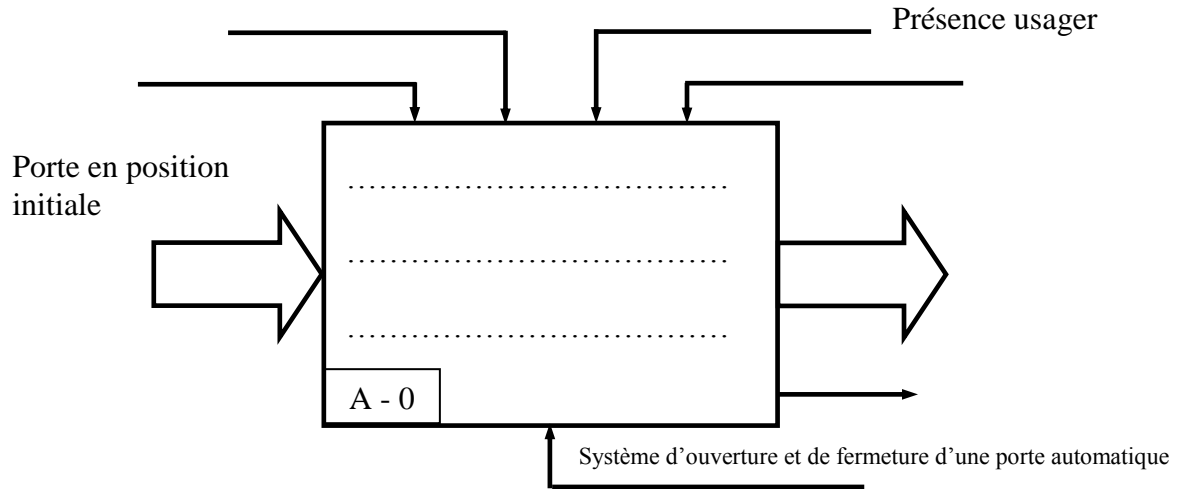 Présence usager
Porte en position
initiale
A - 0
Système d’ouverture et de fermeture d’une porte automatique